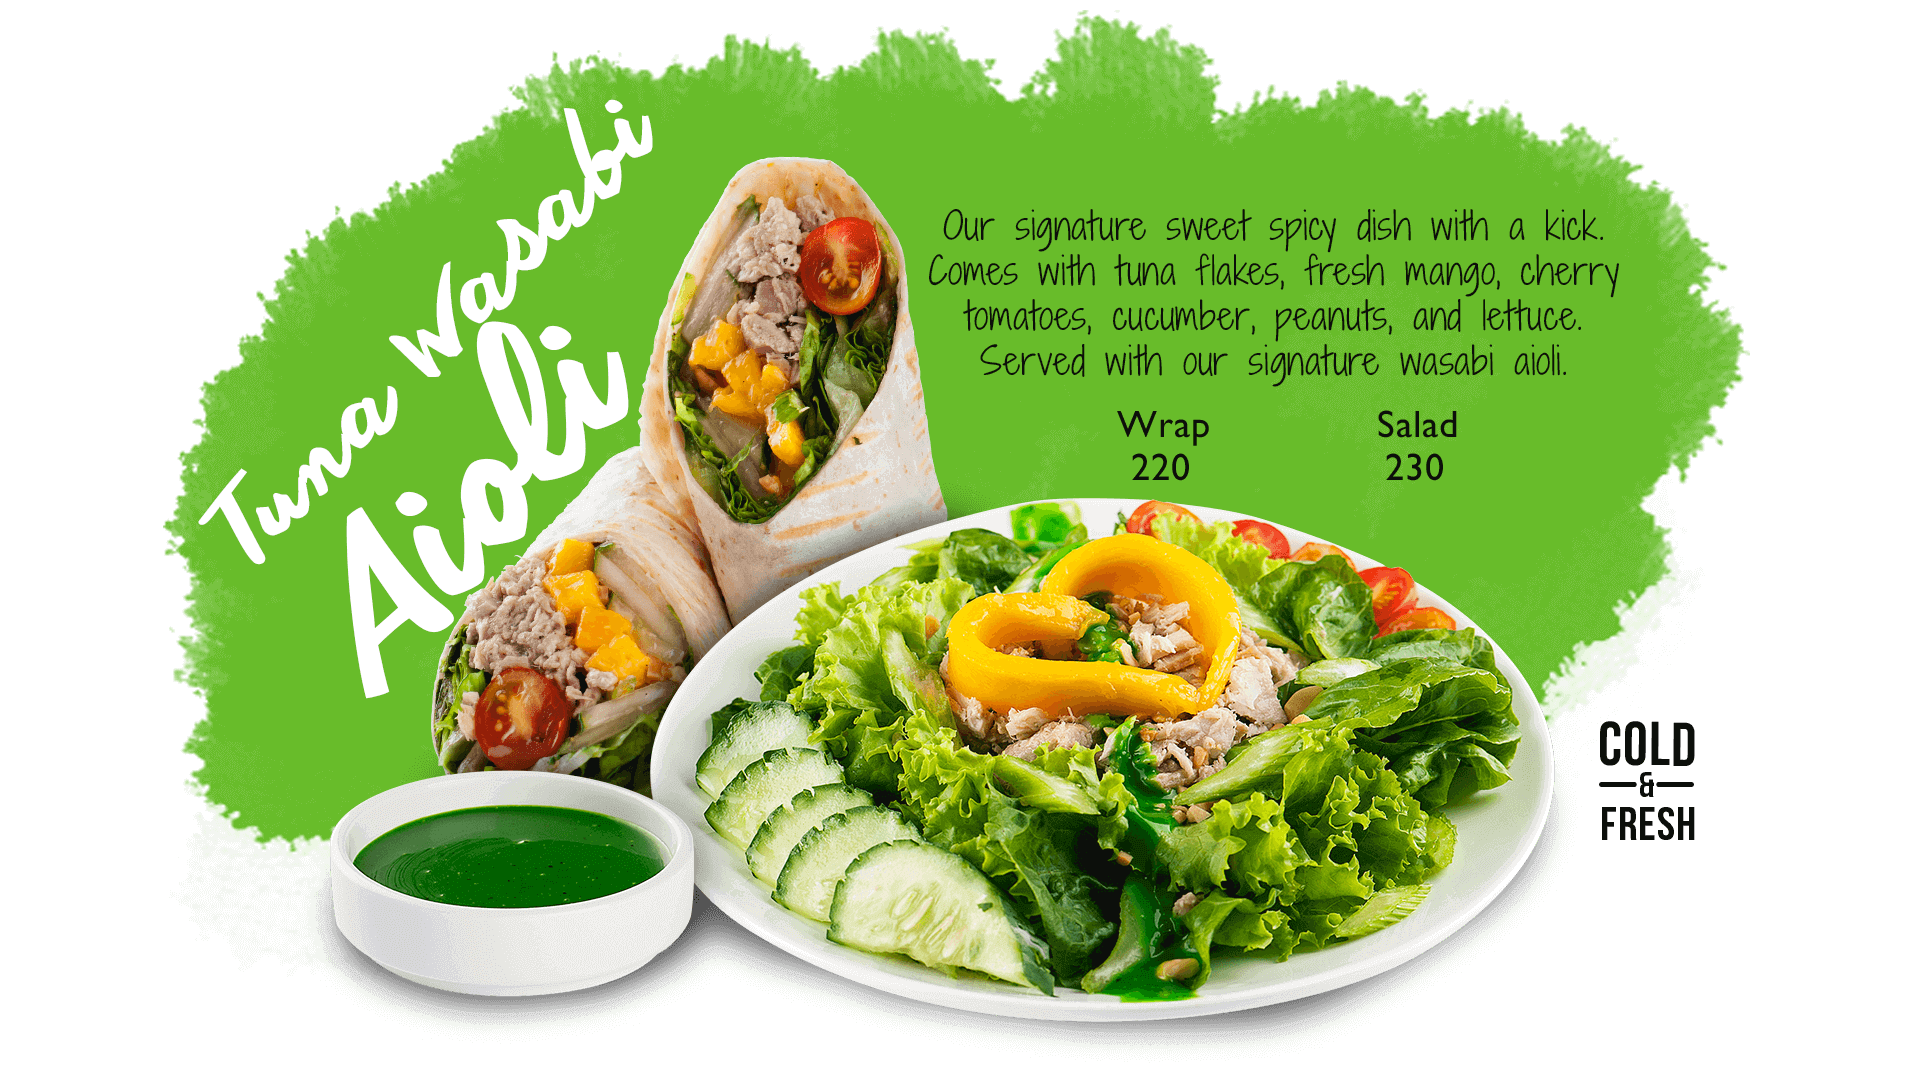 Tuna Wasabi
Aioli
Our signature sweet spicy dish with a kick.
Comes with tuna flakes, fresh mango, cherry
tomatoes, cucumber, peanuts, and lettuce.
Served with our signature wasabi aioli.
Wrap Salad
220 230
COLD
&
FRESH